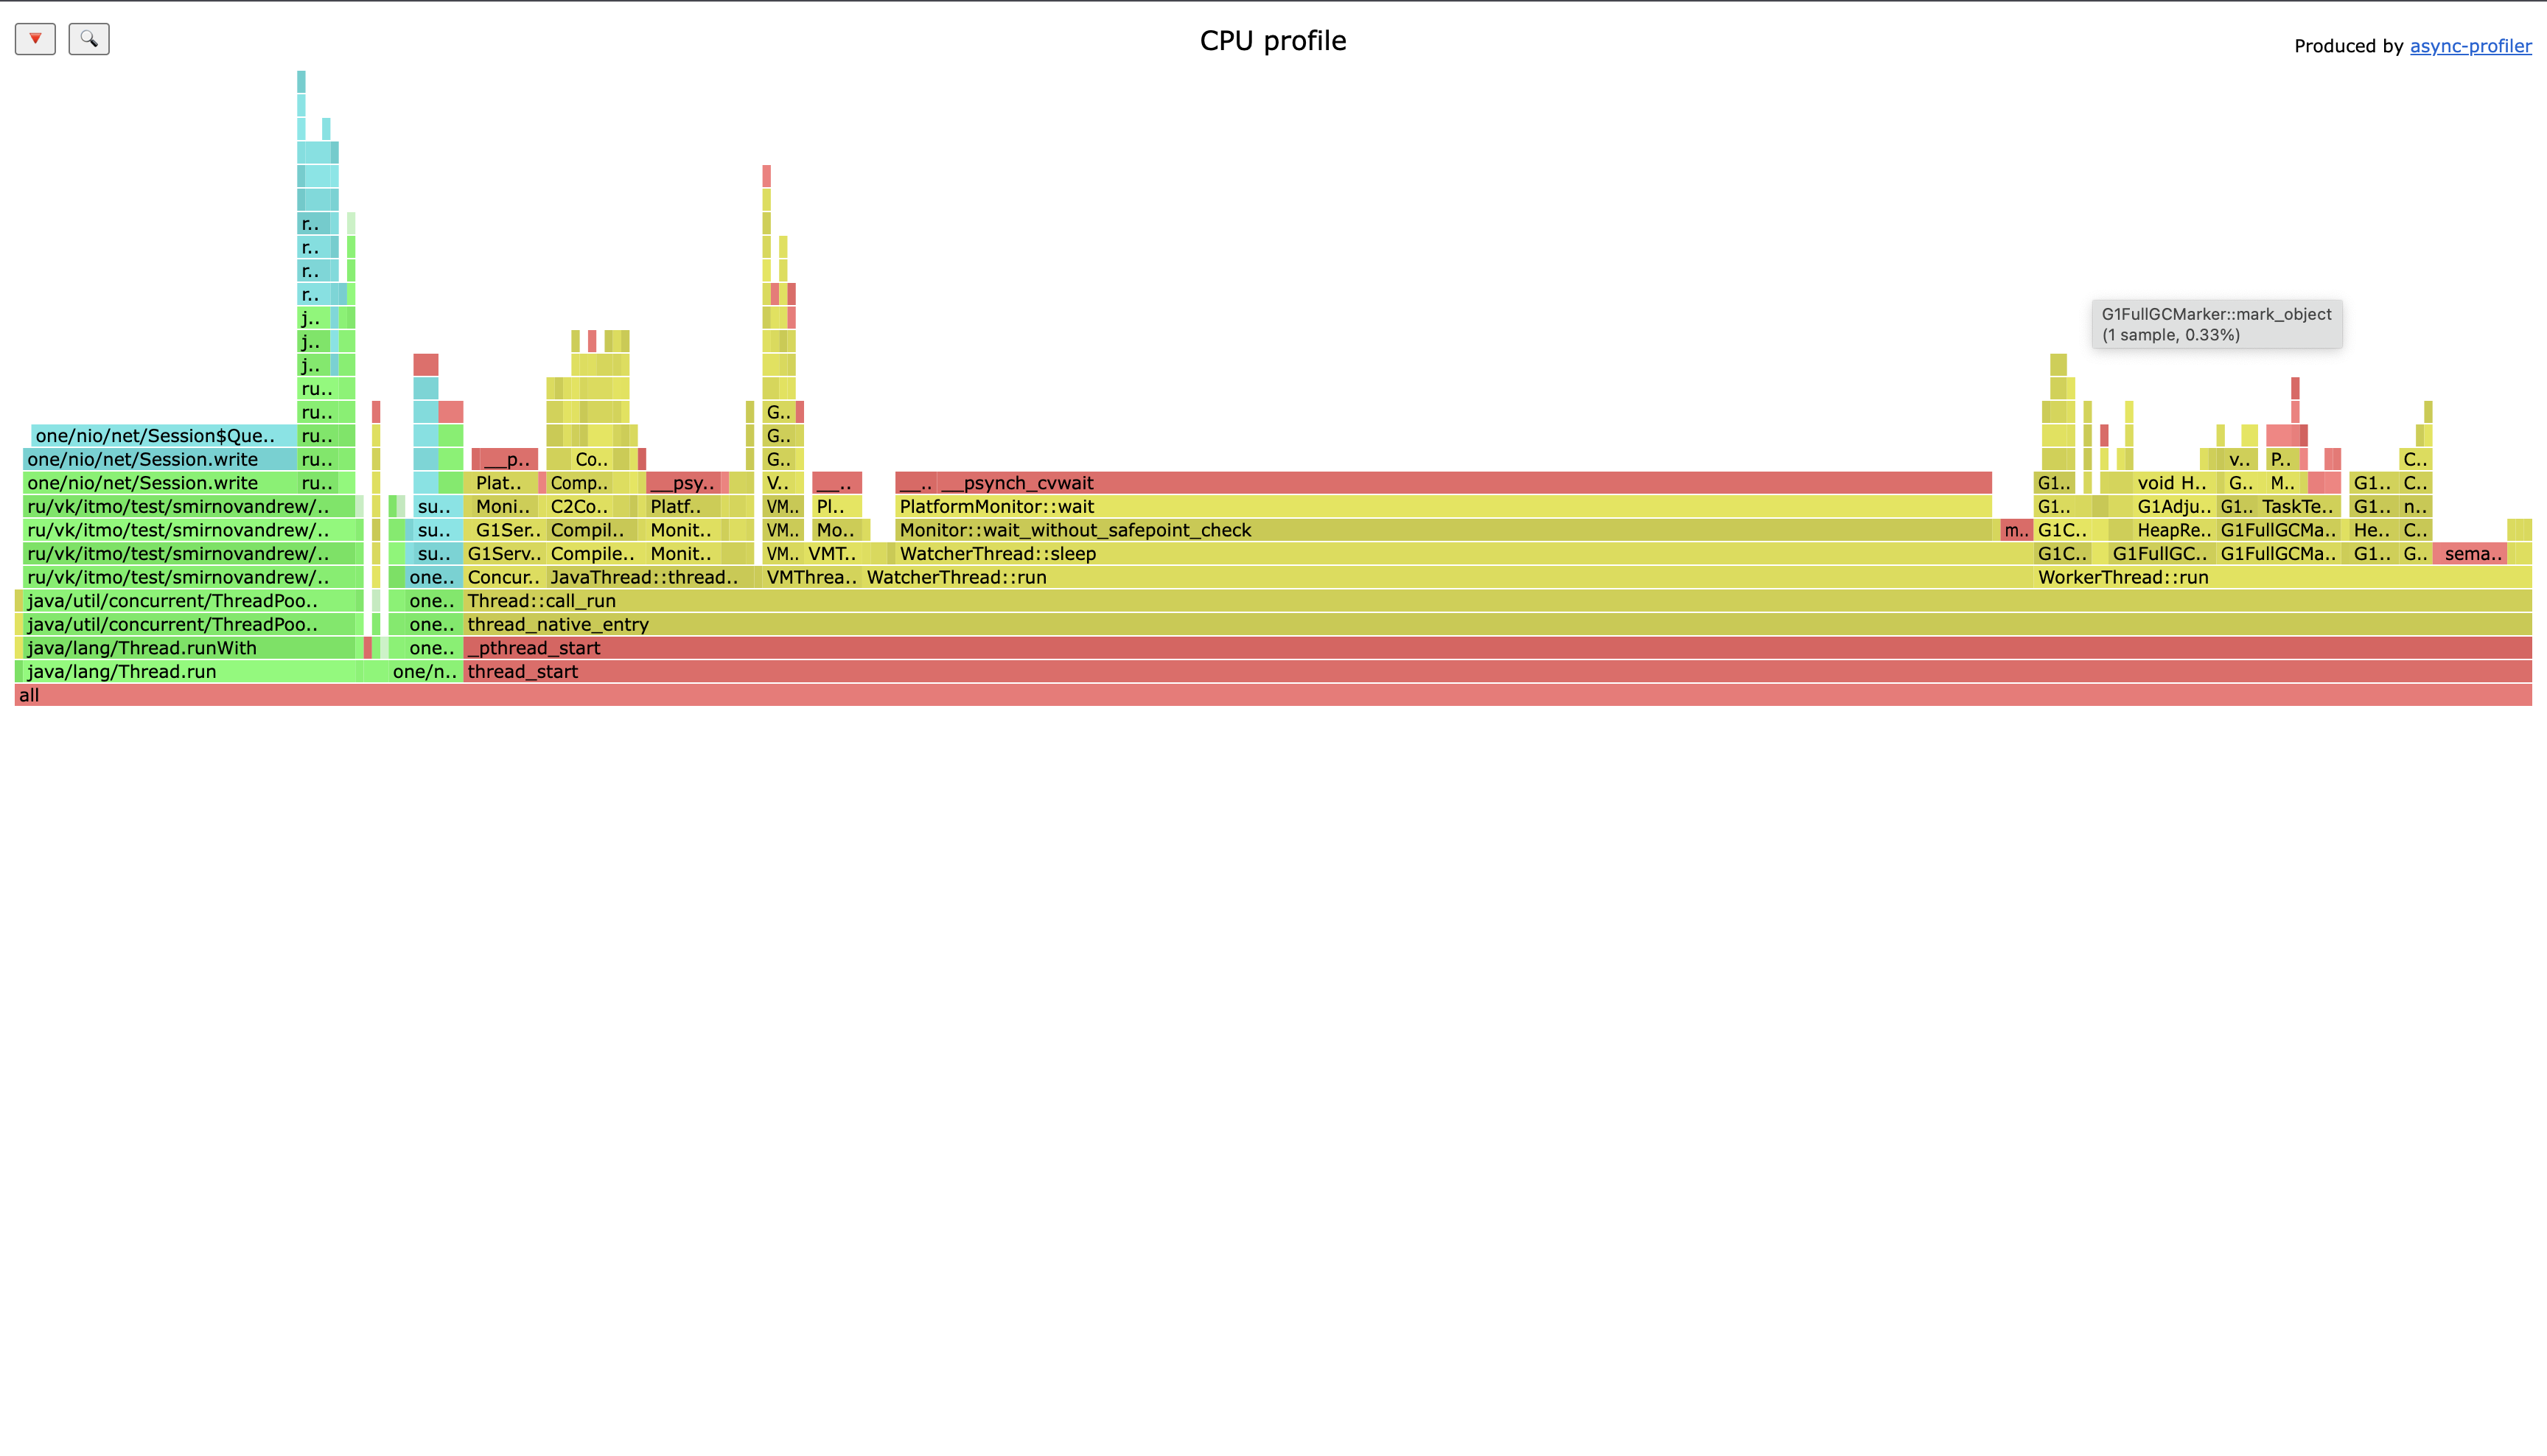 CPU profile
Produced by async-profiler
r..
r..
r..
r..
j..
G1FullGCMarker::mark_object
(1 sample, 0.33%)
j..
j..
ru..
ru.. G..
one/nio/net/Session$Que.. ru.. G..
one/nio/net/Session.write ru.. __p.. Co.. G.. v.. P.. C..
one/nio/net/Session.write ru.. Plat.. Comp.. __psy.. V.. __.. __.. __psynch_cvwait G1.. void H.. G.. M.. G1.. C..
ru/vk/itmo/test/smirnovandrew/.. su.. Moni.. C2Co.. Platf.. VM.. Pl.. PlatformMonitor::wait G1.. G1Adju.. G1.. TaskTe.. G1.. n..
ru/vk/itmo/test/smirnovandrew/.. su.. G1Ser.. Compil.. Monit.. VM.. Mo.. Monitor::wait_without_safepoint_check m.. G1C.. HeapRe.. G1FullGCMa.. He.. C..
ru/vk/itmo/test/smirnovandrew/.. su.. G1Serv.. Compile.. Monit.. VM.. VMT.. WatcherThread::sleep G1C.. G1FullGC.. G1FullGCMa.. G1.. G.. sema..
ru/vk/itmo/test/smirnovandrew/.. one.. Concur.. JavaThread::thread.. VMThrea.. WatcherThread::run WorkerThread::run
java/util/concurrent/ThreadPoo.. one.. Thread::call_run
java/util/concurrent/ThreadPoo.. one.. thread_native_entry
java/lang/Thread.runWith one.. _pthread_start
java/lang/Thread.run one/n.. thread_start
all